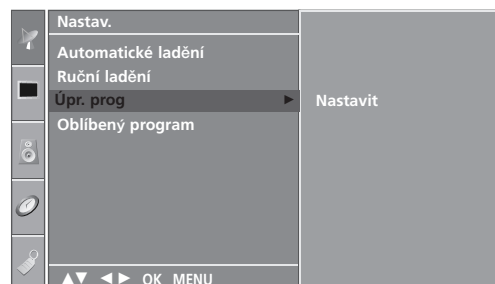 Nastav.
Automatické ladění
Ruční ladění
Úpr. prog ► Nastavit
Oblíbený program
▲▼ ◄► OK MENU